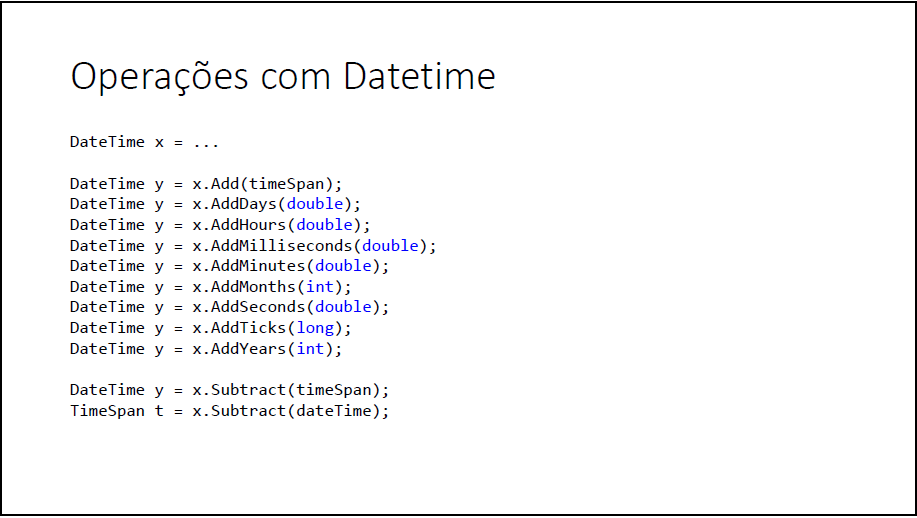 Operações com Datetime
DateTime x = ...
DateTime y = x.Add(timeSpan);
DateTime y = x.AddDays(double);
DateTime y = x.AddHours(double);
DateTime y = x.AddMilliseconds(double);
DateTime y = x.AddMinutes(double);
DateTime y = x.AddMonths(int);
DateTime y = x.AddSeconds(double);
DateTime y = x.AddTicks(long);
DateTime y = x.AddYears(int);
DateTime y = x.Subtract(timeSpan);
TimeSpan t = x.Subtract(dateTime);